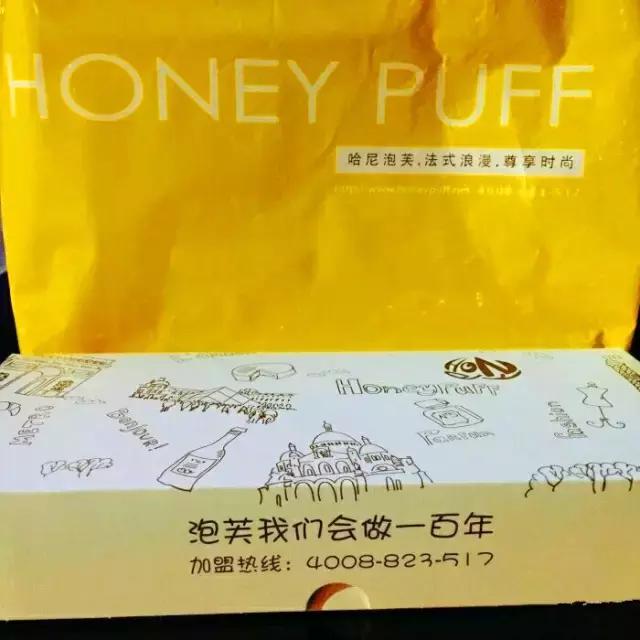 HONEY PUFF
哈尼泡芙.法式浪漫.尊享时尚
HoneyPuff
Bonjour!
Paris
fashion
泡芙我们会做一百年
加盟热线：4008-823-517